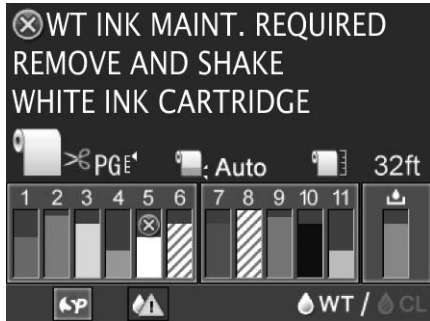 WT INK MAINT. REQUIRED
REMOVE AND SHAKE
WHITE INK CARTRIDGE
PGE : Auto 32ft
1 2 3 4 5 6 7 8 9 10 11
SP WT / CL